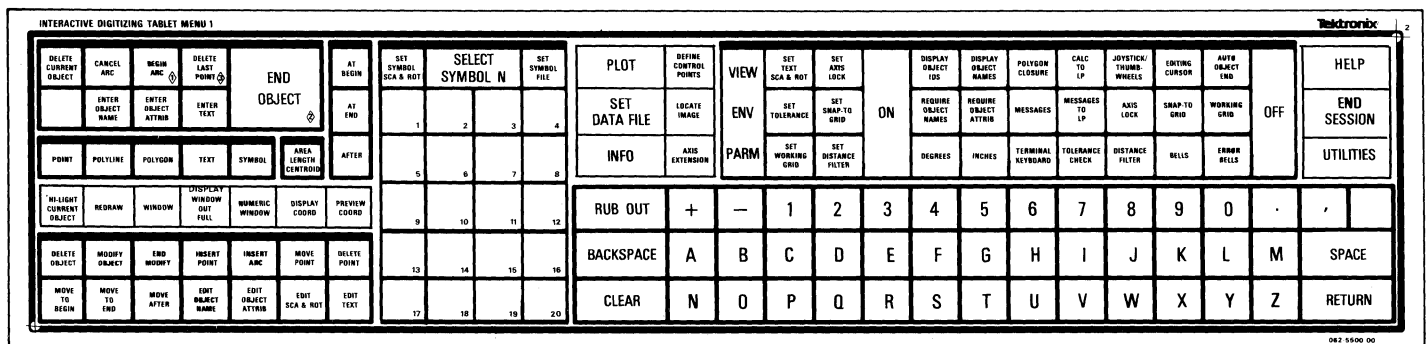 INTERACTIVE DIGITIZING TABLET MENU 1
Tektronix
2
DELETE CURRENT OBJECT
CANCEL ARC
BEGIN ARC 1
DELETE LAST POINT 3
END OBJECT 2
AT BEGIN
ENTER OBJECT NAME
ENTER OBJECT ATTRIB
ENTER TEXT
AT END
POINT
POLYLINE
POLYGON
TEXT
SYMBOL
AREA LENGTH CENTROID
AFTER
HI-LIGHT CURRENT OBJECT
REDRAW
WINDOW
DISPLAY WINDOW OUT FULL
NUMERIC WINDOW
DISPLAY COORD
PREVIEW COORD
DELETE OBJECT
MODIFY OBJECT
END MODIFY
INSERT POINT
INSERT ARC
MOVE POINT
DELETE POINT
MOVE TO BEGIN
MOVE TO END
MOVE AFTER
EDIT OBJECT NAME
EDIT OBJECT ATTRIB
EDIT SCA & ROT
EDIT TEXT
SET SYMBOL SCA & ROT
SELECT SYMBOL N
SET SYMBOL FILE
1 2 3 4
5 6 7 8
9 10 11 12
13 14 15 16
17 18 19 20
PLOT
DEFINE CONTROL POINTS
SET DATA FILE
LOCATE IMAGE
INFO
AXIS EXTENSION
VIEW
SET TEXT SCA & ROT
SET AXIS LOCK
ENV
SET TOLERANCE
SET SNAP-TO GRID
PARM
SET WORKING GRID
SET DISTANCE FILTER
ON
DISPLAY OBJECT IDS
DISPLAY OBJECT NAMES
POLYGON CLOSURE
CALC TO LP
JOYSTICK/ THUMB- WHEELS
EDITING CURSOR
AUTO OBJECT END
REQUIRE OBJECT NAMES
REQUIRE OBJECT ATTRIB
MESSAGES
MESSAGES TO LP
AXIS LOCK
SNAP-TO GRID
WORKING GRID
DEGREES
INCHES
TERMINAL KEYBOARD
TOLERANCE CHECK
DISTANCE FILTER
BELLS
ERROR BELLS
OFF
HELP
END SESSION
UTILITIES
RUB OUT + — 1 2 3 4 5 6 7 8 9 0 . ,
BACKSPACE A B C D E F G H I J K L M SPACE
CLEAR N O P Q R S T U V W X Y Z RETURN
062-5500-00